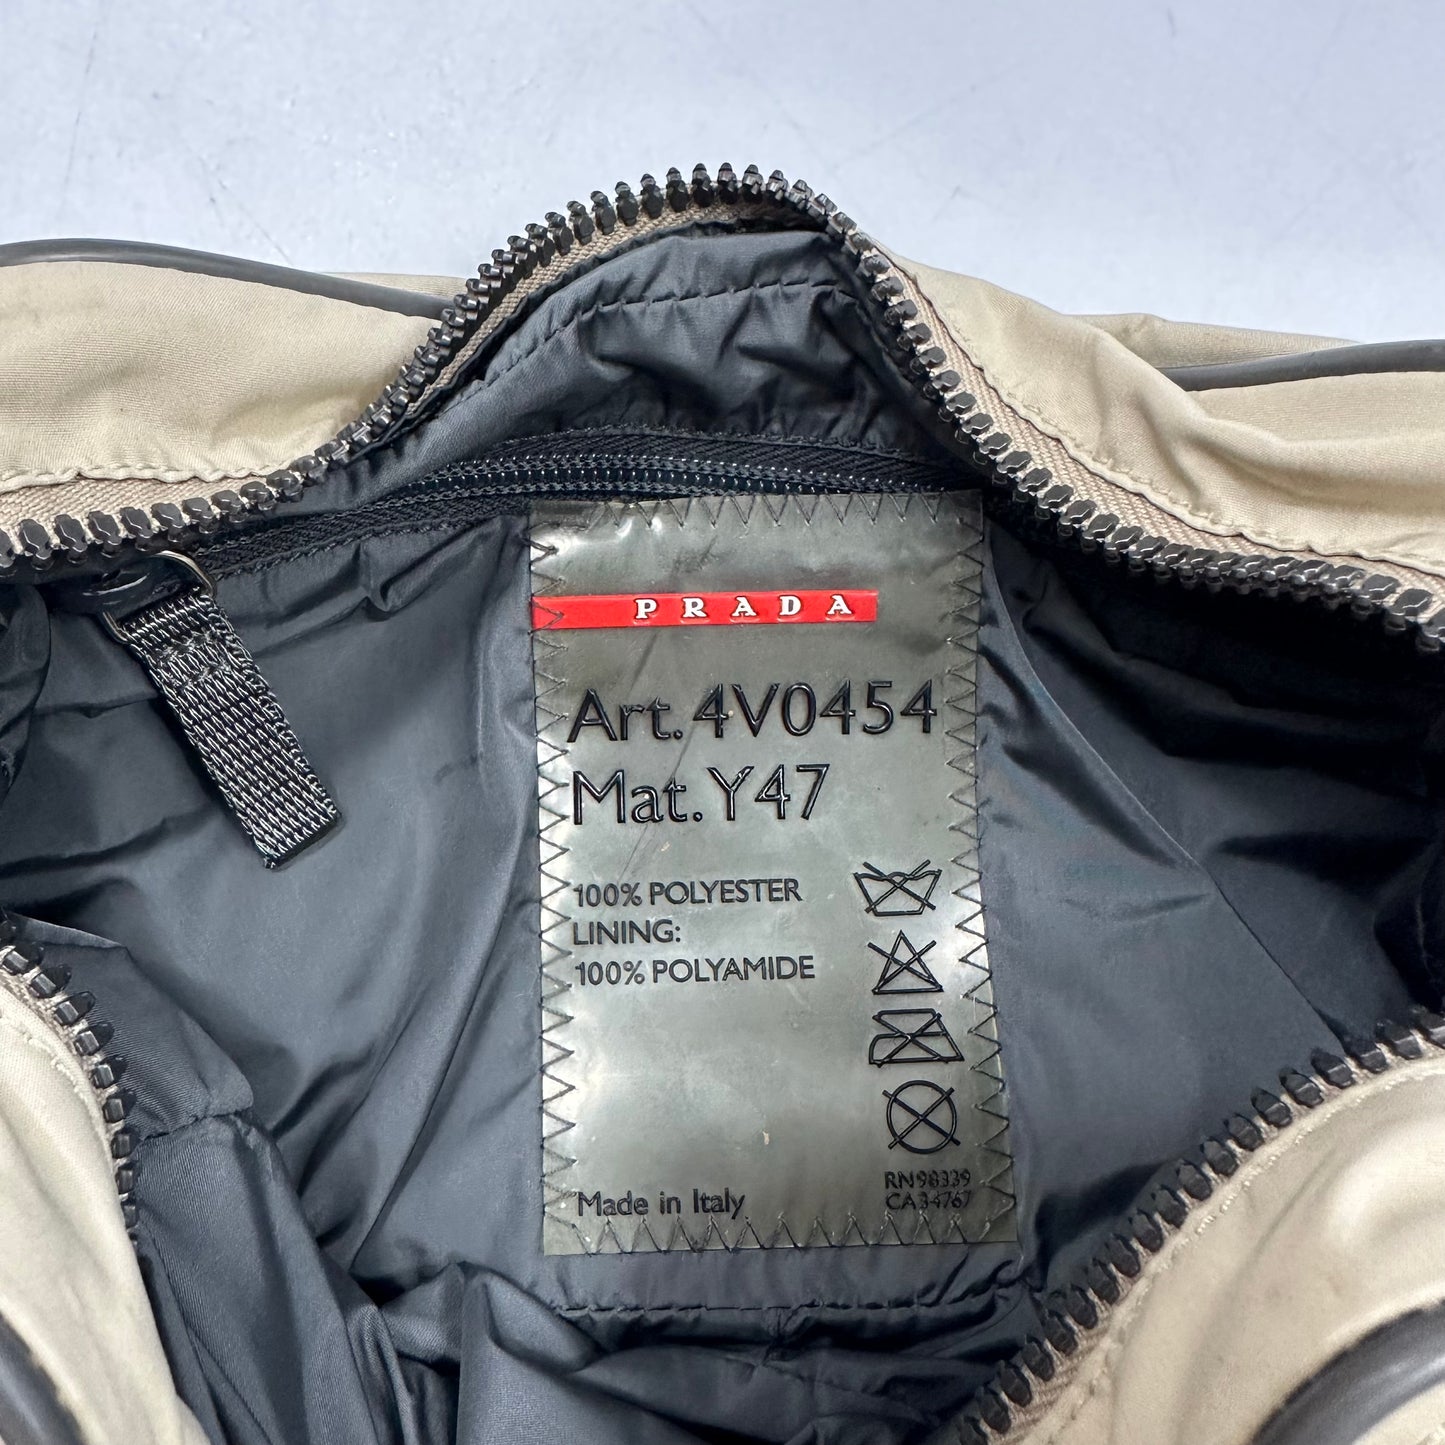 PRADA
Art. 4V0454
Mat. Y47
100% POLYESTER
LINING:
100% POLYAMIDE
Made in Italy
RN98339
CA34767